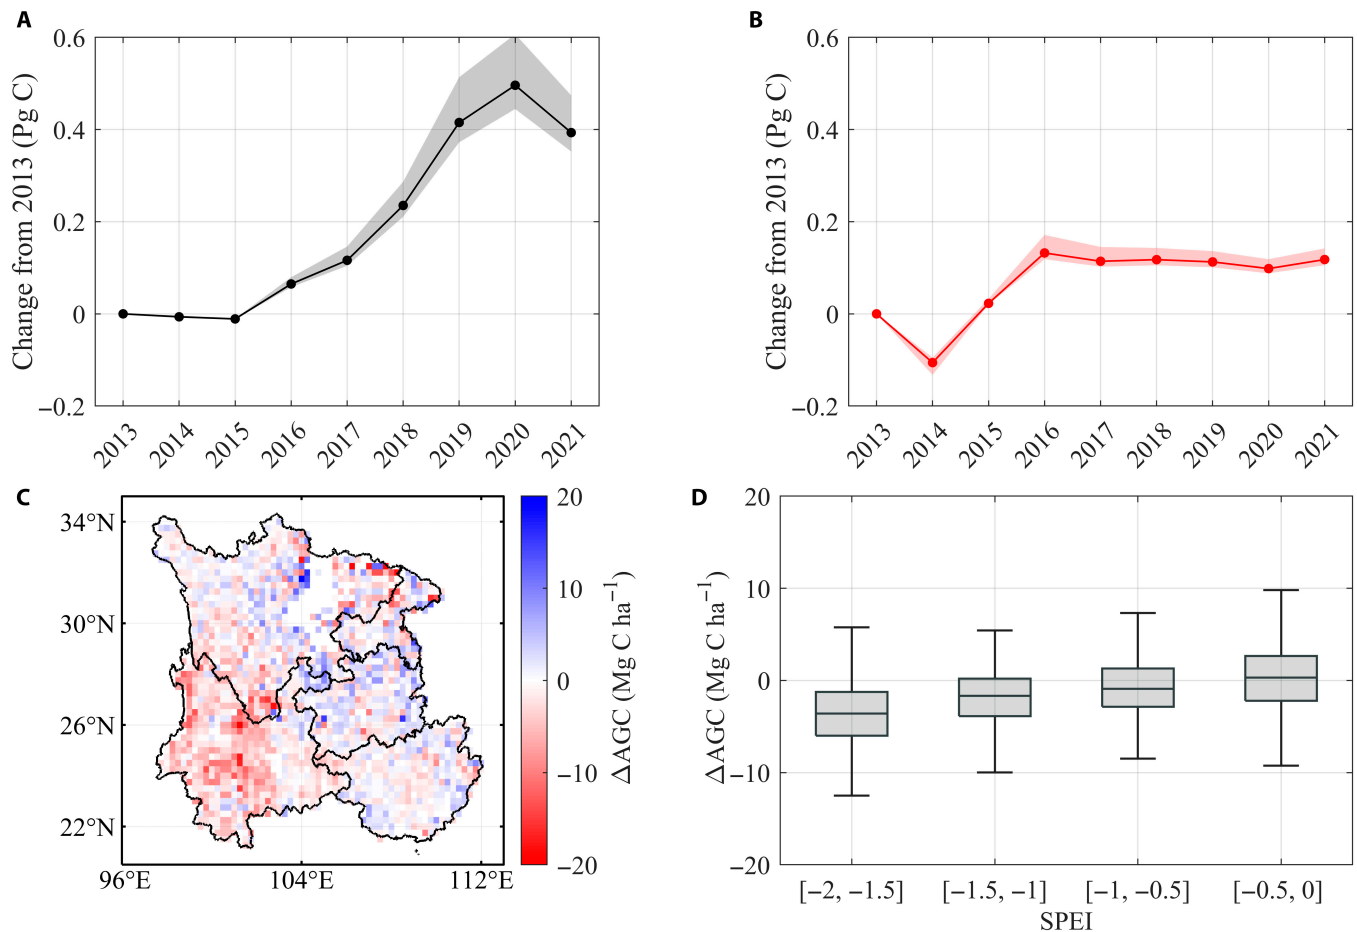 A
Change from 2013 (Pg C)
0.6
0.4
0.2
0
−0.2
2013
2014
2015
2016
2017
2018
2019
2020
2021
B
Change from 2013 (Pg C)
0.6
0.4
0.2
0
−0.2
2013
2014
2015
2016
2017
2018
2019
2020
2021
C
34°N
30°N
26°N
22°N
96°E
104°E
112°E
20
10
0
−10
−20
ΔAGC (Mg C ha⁻¹)
D
ΔAGC (Mg C ha⁻¹)
20
10
0
−10
−20
[−2, −1.5]
[−1.5, −1]
[−1, −0.5]
[−0.5, 0]
SPEI